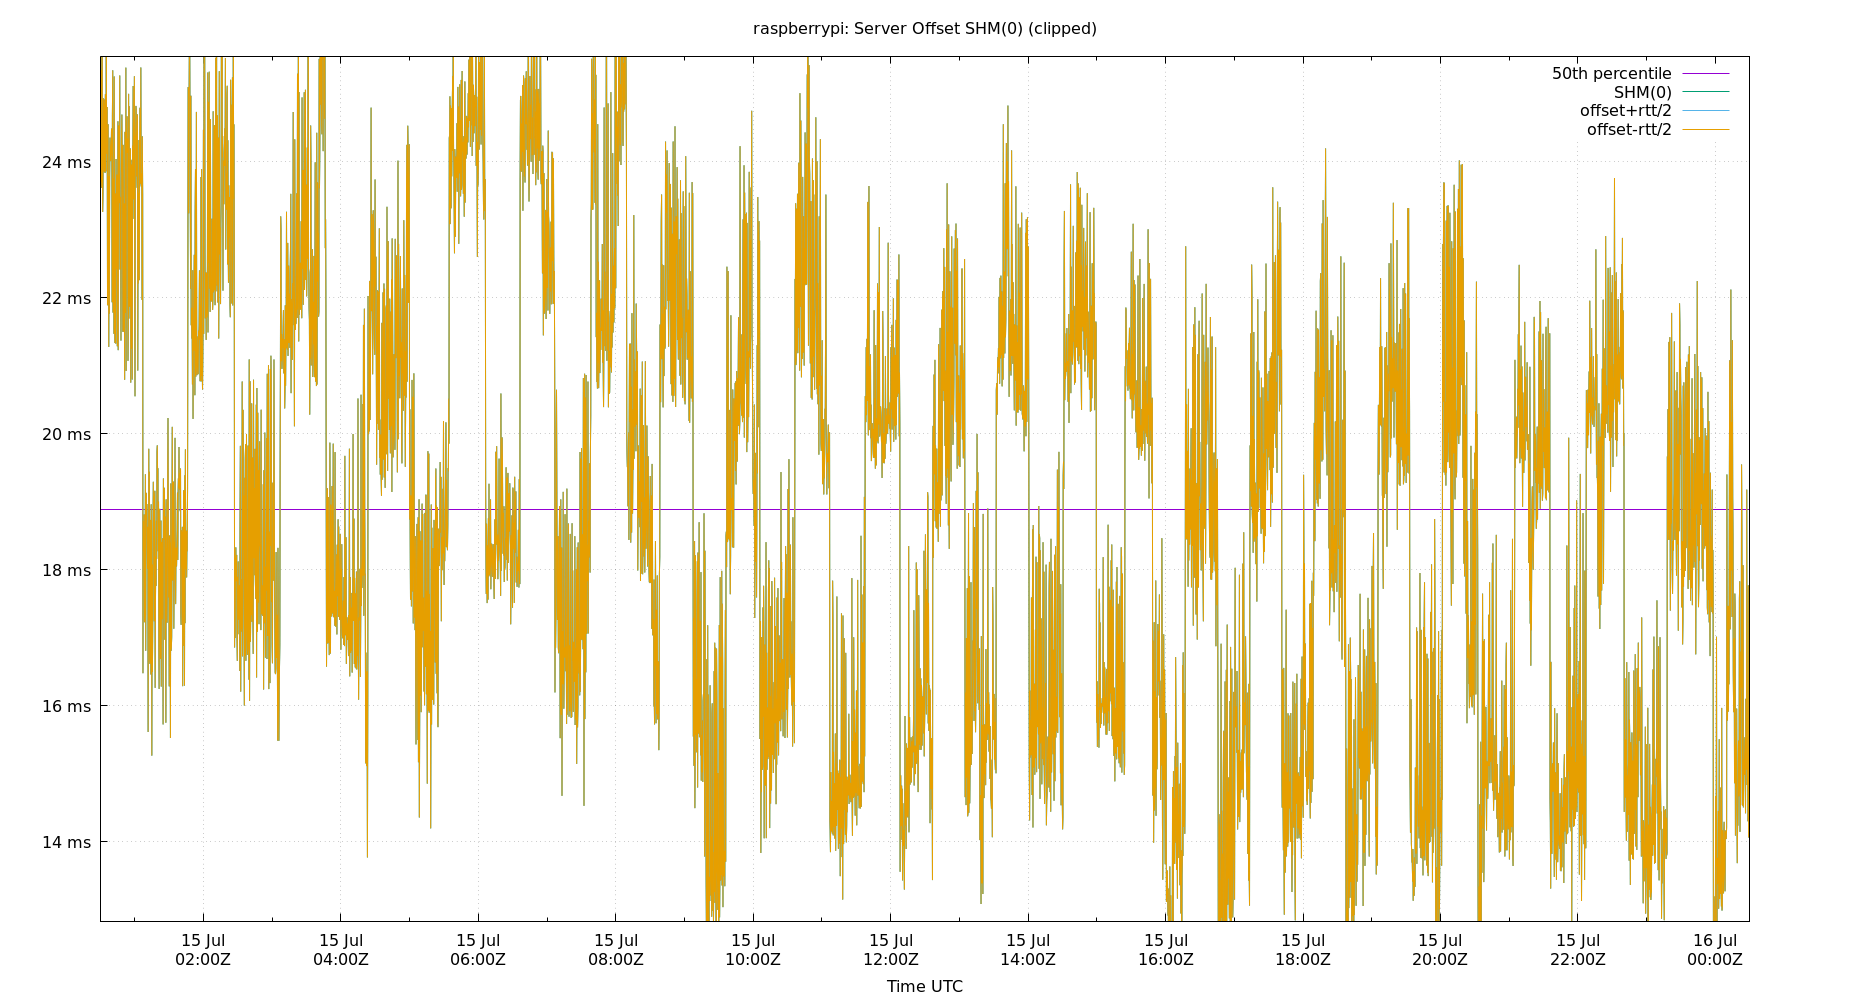 raspberrypi: Server Offset SHM(0) (clipped)
50th percentile
SHM(0)
offset+rtt/2
offset-rtt/2
24 ms
22 ms
20 ms
18 ms
16 ms
14 ms
15 Jul 15 Jul 15 Jul 15 Jul 15 Jul 15 Jul 15 Jul 15 Jul 15 Jul 15 Jul 15 Jul 16 Jul
02:00Z 04:00Z 06:00Z 08:00Z 10:00Z 12:00Z 14:00Z 16:00Z 18:00Z 20:00Z 22:00Z 00:00Z
Time UTC